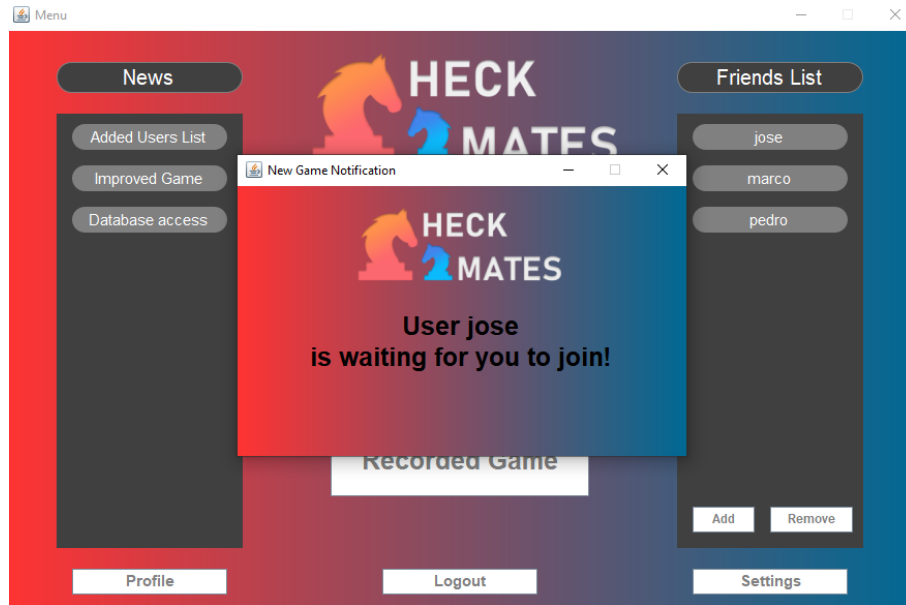 Menu
News
Added Users List
Improved Game
Database access
HECK
MATES
Friends List
jose
marco
pedro
Add
Remove
New Game Notification
HECK
MATES
User jose
is waiting for you to join!
Recorded Game
Profile
Logout
Settings